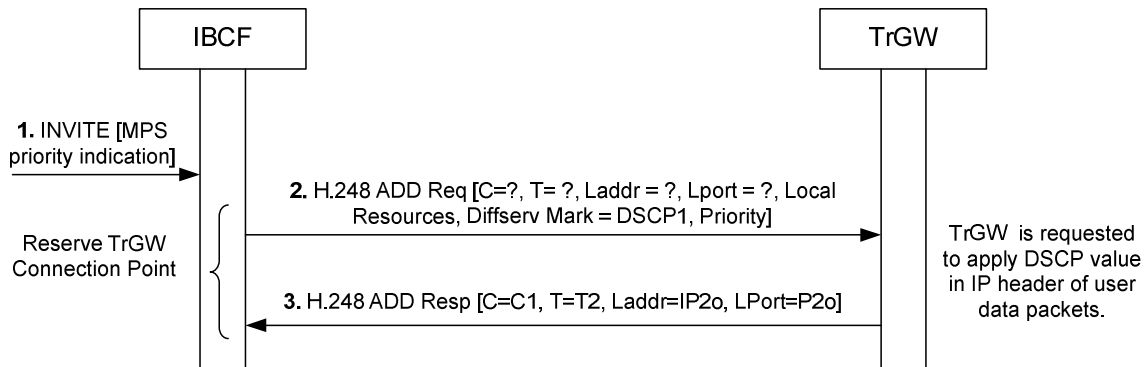 IBCF
TrGW
1. INVITE [MPS
priority indication]
2. H.248 ADD Req [C=?, T= ?, Laddr = ?, Lport = ?, Local
Resources, Diffserv Mark = DSCP1, Priority]
Reserve TrGW
Connection Point
TrGW is requested
to apply DSCP value
in IP header of user
data packets.
3. H.248 ADD Resp [C=C1, T=T2, Laddr=IP2o, LPort=P2o]